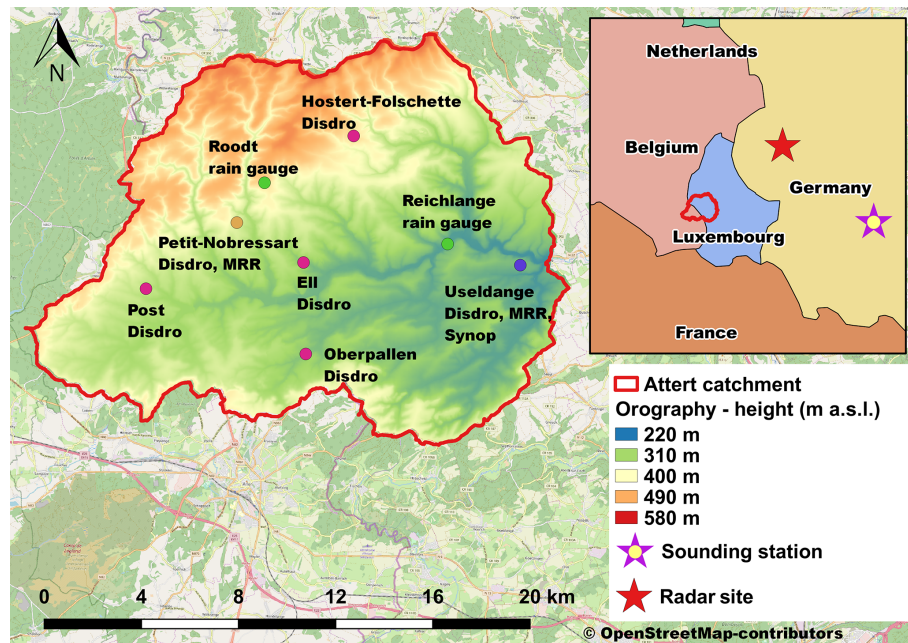 N
Hostert-Folschette
Disdro
Roodt
rain gauge
Reichlange
rain gauge
Petit-Nobressart
Disdro, MRR
Ell
Disdro
Post
Disdro
Useldange
Disdro, MRR,
Synop
Oberpallen
Disdro
Netherlands
Belgium
Germany
Luxembourg
France
Attert catchment
Orography - height (m a.s.l.)
220 m
310 m
400 m
490 m
580 m
Sounding station
Radar site
0 4 8 12 16 20 km
© OpenStreetMap-contributors